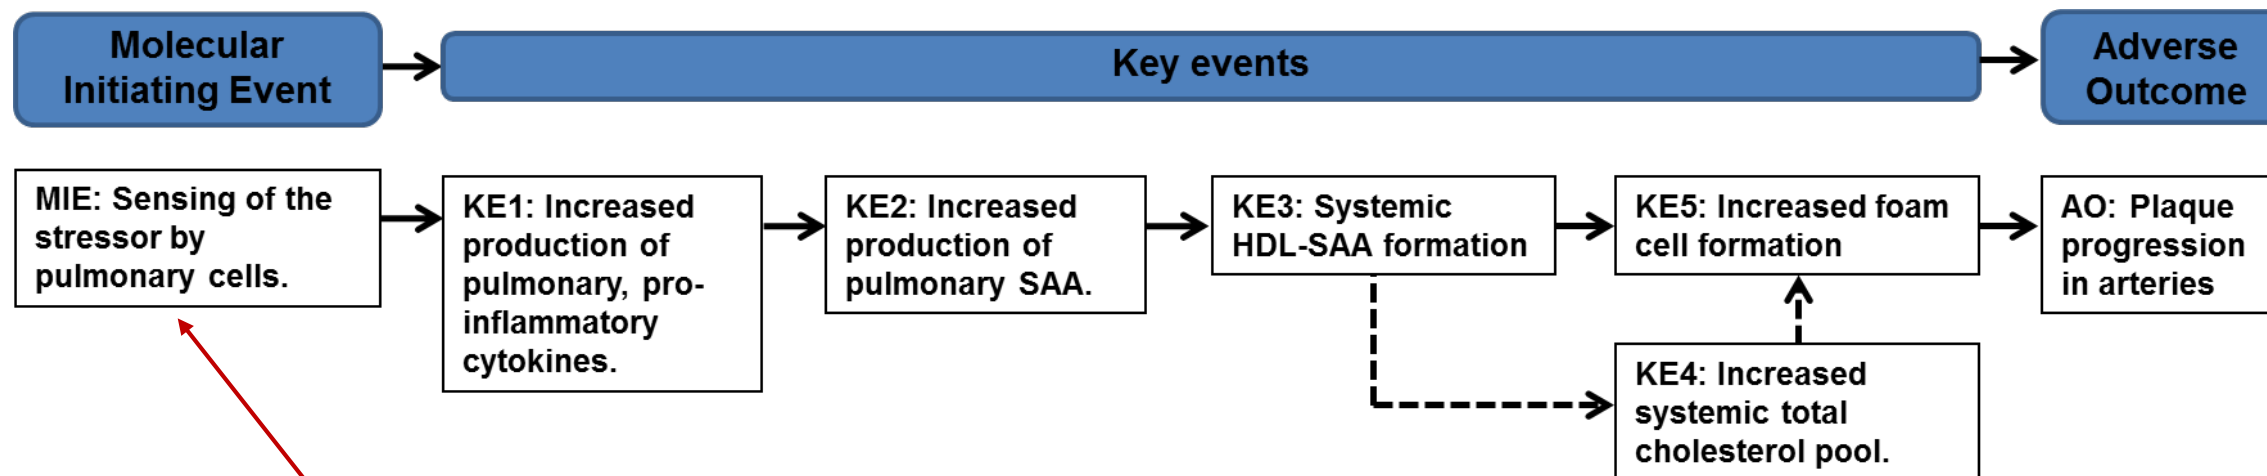 Molecular
Initiating Event
Key events
Adverse
Outcome
MIE: Sensing of the
stressor by
pulmonary cells.
KE1: Increased
production of
pulmonary, pro-
inflammatory
cytokines.
KE2: Increased
production of
pulmonary SAA.
KE3: Systemic
HDL-SAA formation
KE5: Increased foam
cell formation
AO: Plaque
progression
in arteries
KE4: Increased
systemic total
cholesterol pool.